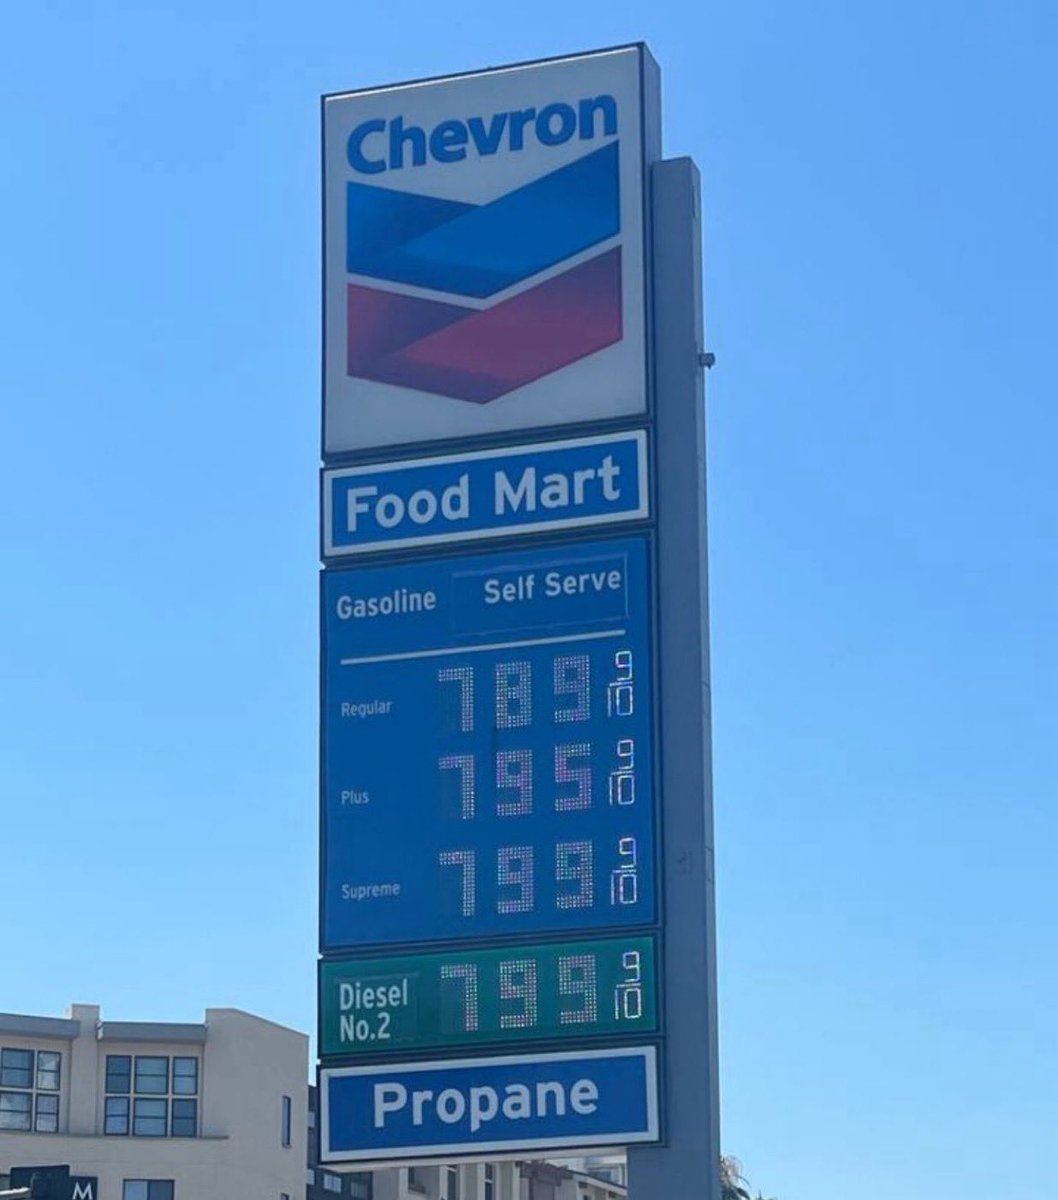 Chevron
Food Mart
Gasoline Self Serve
Regular 789 9/10
Plus 795 9/10
Supreme 799 9/10
Diesel
No.2 799 9/10
Propane
M